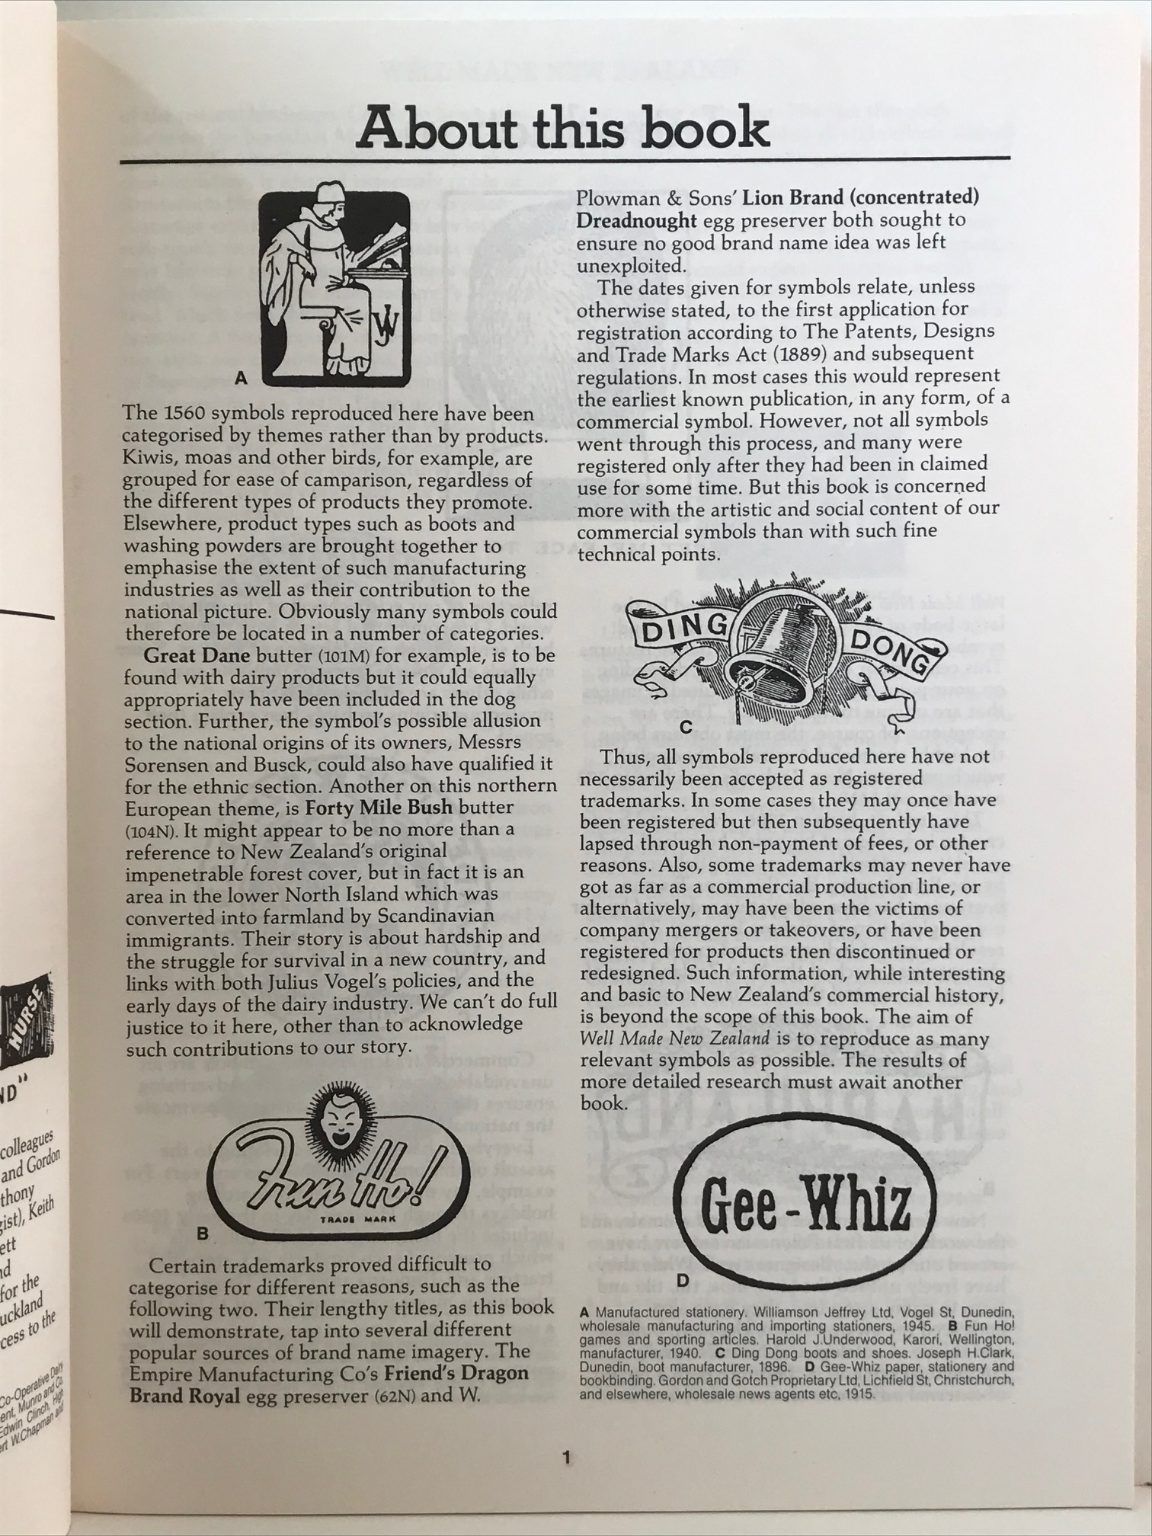 About this book
JW
A
The 1560 symbols reproduced here have been
categorised by themes rather than by products.
Kiwis, moas and other birds, for example, are
grouped for ease of camparison, regardless of
the different types of products they promote.
Elsewhere, product types such as boots and
washing powders are brought together to
emphasise the extent of such manufacturing
industries as well as their contribution to the
national picture. Obviously many symbols could
therefore be located in a number of categories.
Great Dane butter (101M) for example, is to be
found with dairy products but it could equally
appropriately have been included in the dog
section. Further, the symbol's possible allusion
to the national origins of its owners, Messrs
Sorensen and Busck, could also have qualified it
for the ethnic section. Another on this northern
European theme, is Forty Mile Bush butter
(104N). It might appear to be no more than a
reference to New Zealand's original
impenetrable forest cover, but in fact it is an
area in the lower North Island which was
converted into farmland by Scandinavian
immigrants. Their story is about hardship and
the struggle for survival in a new country, and
links with both Julius Vogel's policies, and the
early days of the dairy industry. We can't do full
justice to it here, other than to acknowledge
such contributions to our story.
Fun Ho!
TRADE MARK
B
Certain trademarks proved difficult to
categorise for different reasons, such as the
following two. Their lengthy titles, as this book
will demonstrate, tap into several different
popular sources of brand name imagery. The
Empire Manufacturing Co's Friend's Dragon
Brand Royal egg preserver (62N) and W.
Plowman & Sons' Lion Brand (concentrated)
Dreadnought egg preserver both sought to
ensure no good brand name idea was left
unexploited.
The dates given for symbols relate, unless
otherwise stated, to the first application for
registration according to The Patents, Designs
and Trade Marks Act (1889) and subsequent
regulations. In most cases this would represent
the earliest known publication, in any form, of a
commercial symbol. However, not all symbols
went through this process, and many were
registered only after they had been in claimed
use for some time. But this book is concerned
more with the artistic and social content of our
commercial symbols than with such fine
technical points.
DING DONG
C
Thus, all symbols reproduced here have not
necessarily been accepted as registered
trademarks. In some cases they may once have
been registered but then subsequently have
lapsed through non-payment of fees, or other
reasons. Also, some trademarks may never have
got as far as a commercial production line, or
alternatively, may have been the victims of
company mergers or takeovers, or have been
registered for products then discontinued or
redesigned. Such information, while interesting
and basic to New Zealand's commercial history,
is beyond the scope of this book. The aim of
Well Made New Zealand is to reproduce as many
relevant symbols as possible. The results of
more detailed research must await another
book.
Gee-Whiz
D
A Manufactured stationery. Williamson Jeffrey Ltd, Vogel St, Dunedin,
wholesale manufacturing and importing stationers, 1945. B Fun Ho!
games and sporting articles. Harold J.Underwood, Karori, Wellington,
manufacturer, 1940. C Ding Dong boots and shoes. Joseph H.Clark,
Dunedin, boot manufacturer, 1896. D Gee-Whiz paper, stationery and
bookbinding. Gordon and Gotch Proprietary Ltd, Lichfield St, Christchurch,
and elsewhere, wholesale news agents etc, 1915.
1
NURSE
colleagues
and Gordon
Keith
for the
cess to the
Co-Operative Dairy
Munro and
Edwin Clinch,
W.Chapman